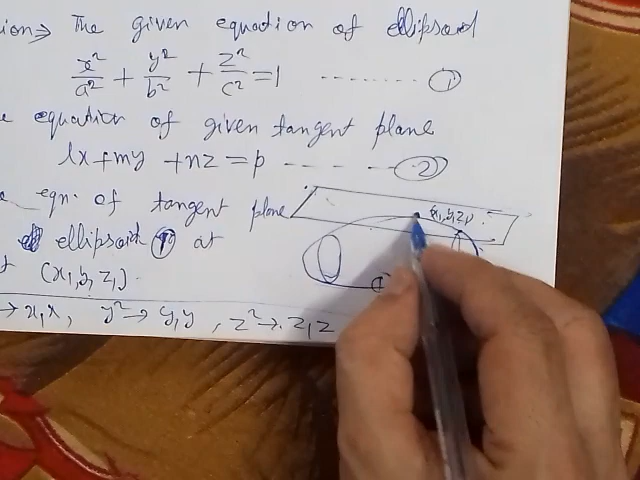 ion⇒ The given equation of ellipsoid
x²/a² + y²/b² + z²/c² = 1 -------- ①
e equation of given tangent plane
lx+my +nz = p - - - - - ②
e eqn. of tangent plane
ellipsoid ① at
(x₁,y₁,z₁)
(x₁,y₁,z₁).
→ x₁x, y² → y₁y, z² → z₁z